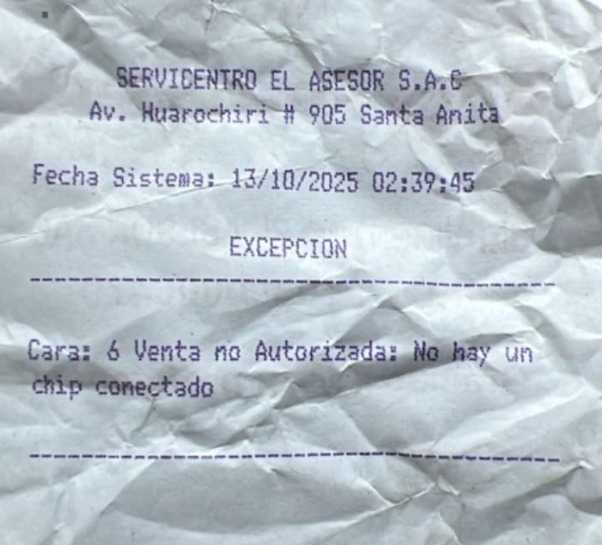 SERVICENTRO EL ASESOR S.A.C
Av. Huarochiri # 905 Santa Anita
Fecha Sistema: 13/10/2025 02:39:45
EXCEPCION
------------------------------------------------
Cara: 6 Venta no Autorizada: No hay un
chip conectado
------------------------------------------------